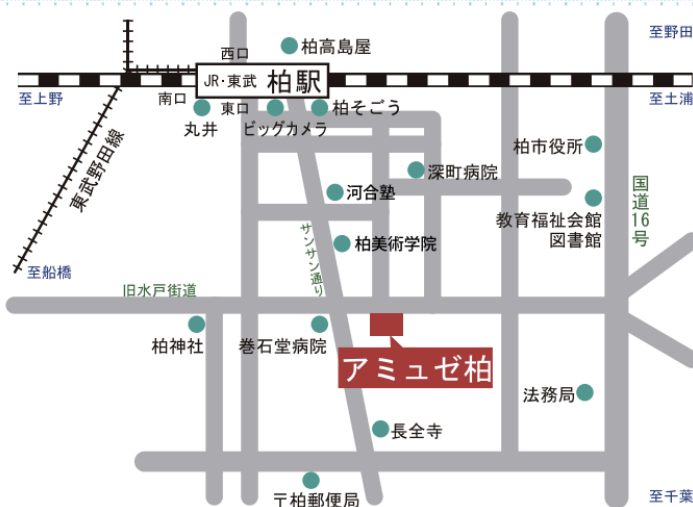 至野田
柏高島屋
西口
JR・東武 柏駅
至上野
南口
東口
柏そごう
至土浦
丸井
ビッグカメラ
柏市役所
深町病院
東武野田線
河合塾
国道16号
教育福祉会館
図書館
サンサン通り
柏美術学院
至船橋
旧水戸街道
柏神社
巻石堂病院
アミュゼ柏
法務局
長全寺
〒柏郵便局
至千葉